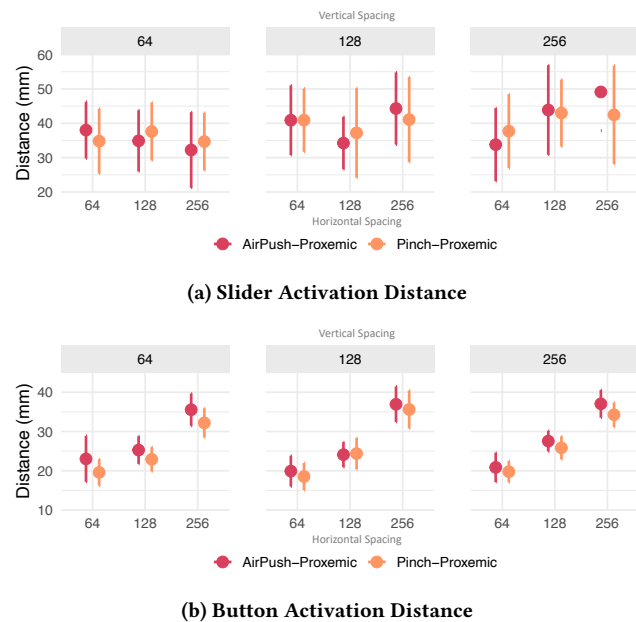 Vertical Spacing
64 128 256
Distance (mm)
60
50
40
30
20
64 128 256 64 128 256 64 128 256
Horizontal Spacing
AirPush−Proxemic Pinch−Proxemic
(a) Slider Activation Distance
Vertical Spacing
64 128 256
Distance (mm)
40
30
20
10
64 128 256 64 128 256 64 128 256
Horizontal Spacing
AirPush−Proxemic Pinch−Proxemic
(b) Button Activation Distance